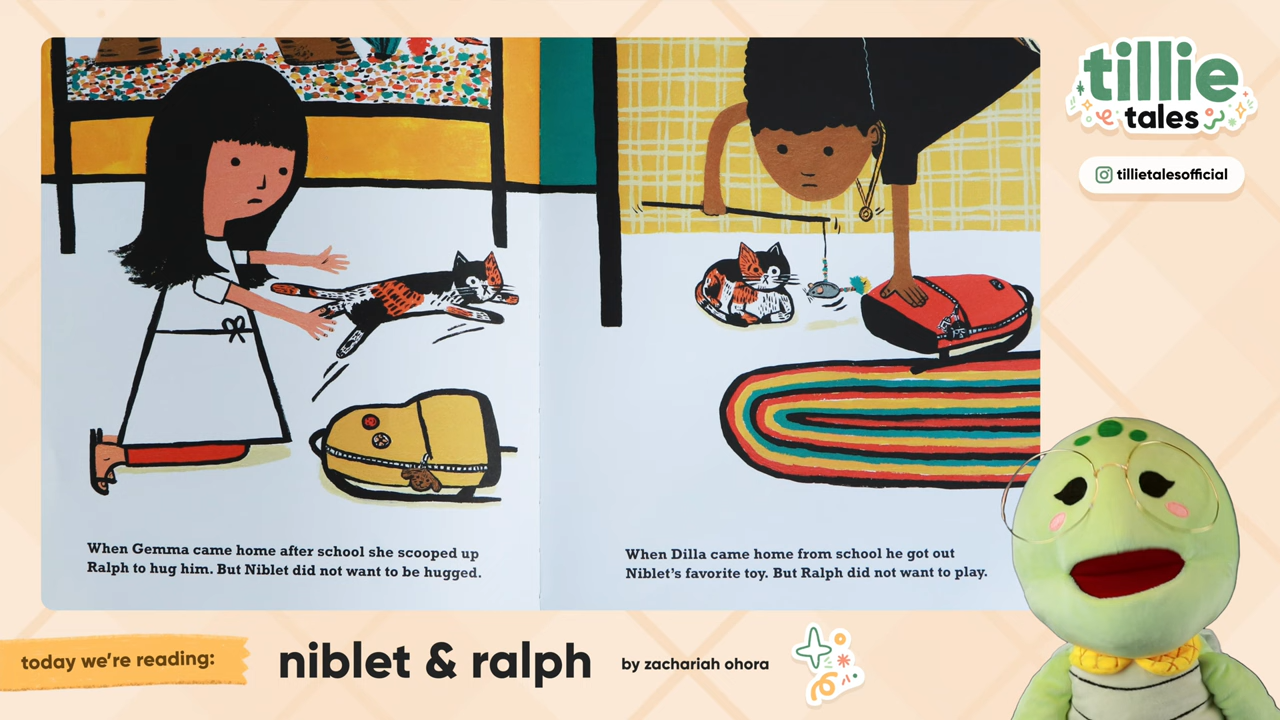 tillie
tales
tillietalesofficial
When Gemma came home after school she scooped up
Ralph to hug him. But Niblet did not want to be hugged.
When Dilla came home from school he got out
Niblet's favorite toy. But Ralph did not want to play.
today we're reading:
niblet & ralph
by zachariah ohora